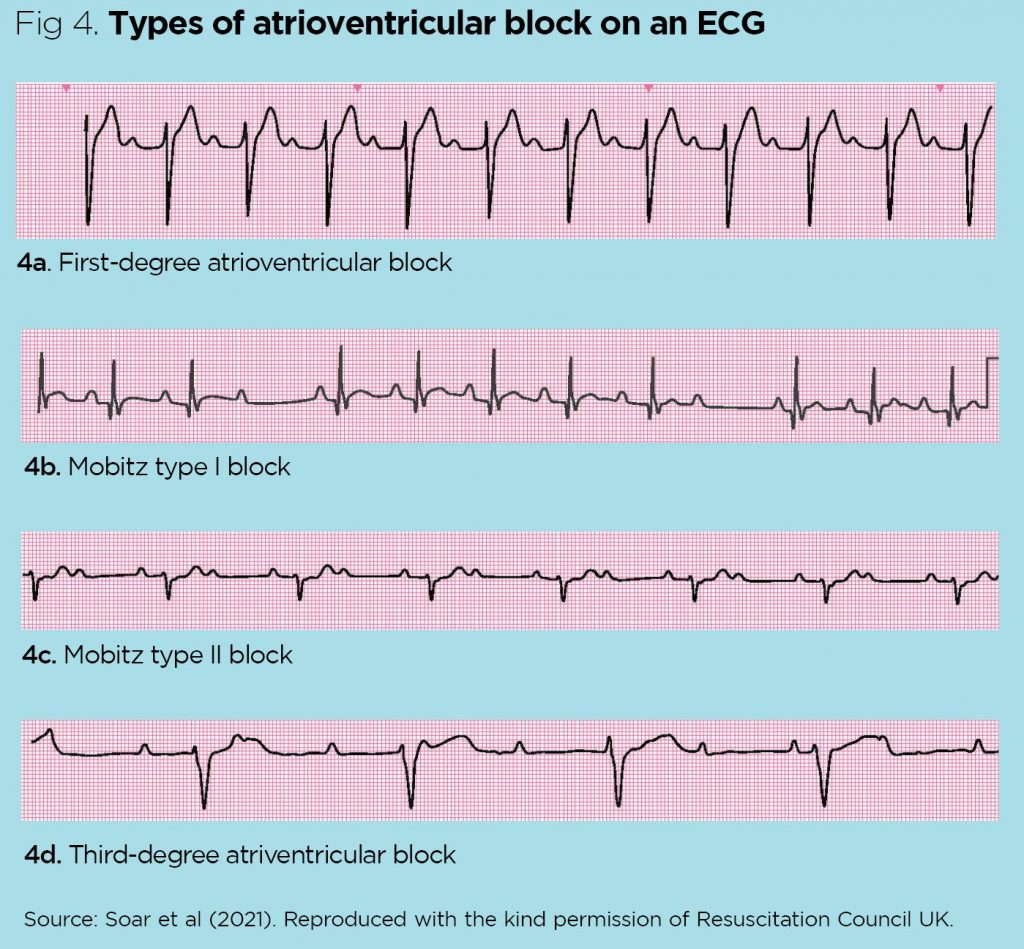 Fig 4. Types of atrioventricular block on an ECG
4a. First-degree atrioventricular block
4b. Mobitz type I block
4c. Mobitz type II block
4d. Third-degree atriventricular block
Source: Soar et al (2021). Reproduced with the kind permission of Resuscitation Council UK.